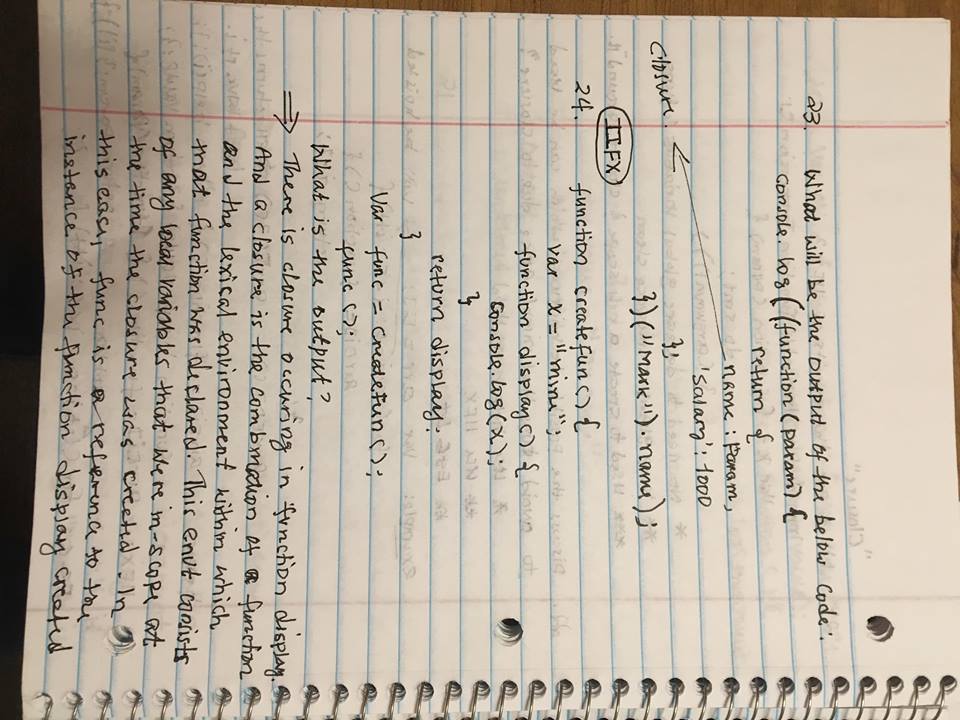 23. What will be the output of the below code:
console.log((function(param){
return {
name: param,
'salary': 1000
};
})("mark").name);
closure.
IIFX
24. function createfun() {
var x = "mini";
function display() {
console.log(x);
}
return display;
}
Var func = createfun();
func();
What is the output?
⇒ There is closure occuring in function display.
And a closure is the combination of a function
and the lexical environment within which
that function was declared. This envt consists
of any local variables that were in-scope at
the time the closure was created. In
this easy, func is a reference to the
instance of the function display created